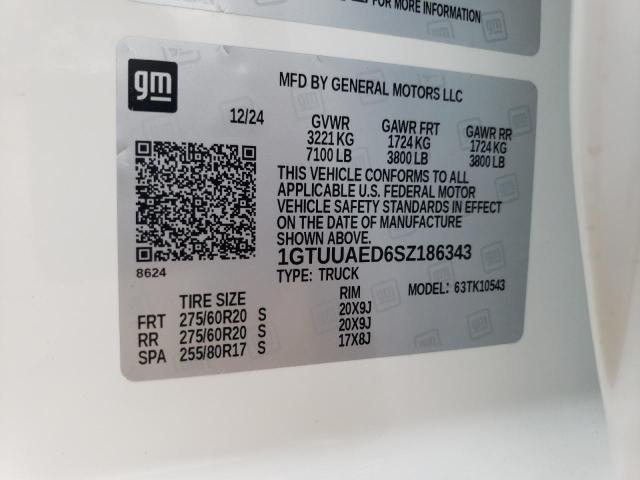 FOR MORE INFORMATION
gm
MFD BY GENERAL MOTORS LLC
12/24
GVWR GAWR FRT GAWR RR
3221 KG 1724 KG 1724 KG
7100 LB 3800 LB 3800 LB
THIS VEHICLE CONFORMS TO ALL
APPLICABLE U.S. FEDERAL MOTOR
VEHICLE SAFETY STANDARDS IN EFFECT
ON THE DATE OF MANUFACTURE
SHOWN ABOVE.
8624
1GTUUAED6SZ186343
TYPE: TRUCK
MODEL: 63TK10543
TIRE SIZE RIM
FRT 275/60R20 S 20X9J
RR 275/60R20 S 20X9J
SPA 255/80R17 S 17X8J